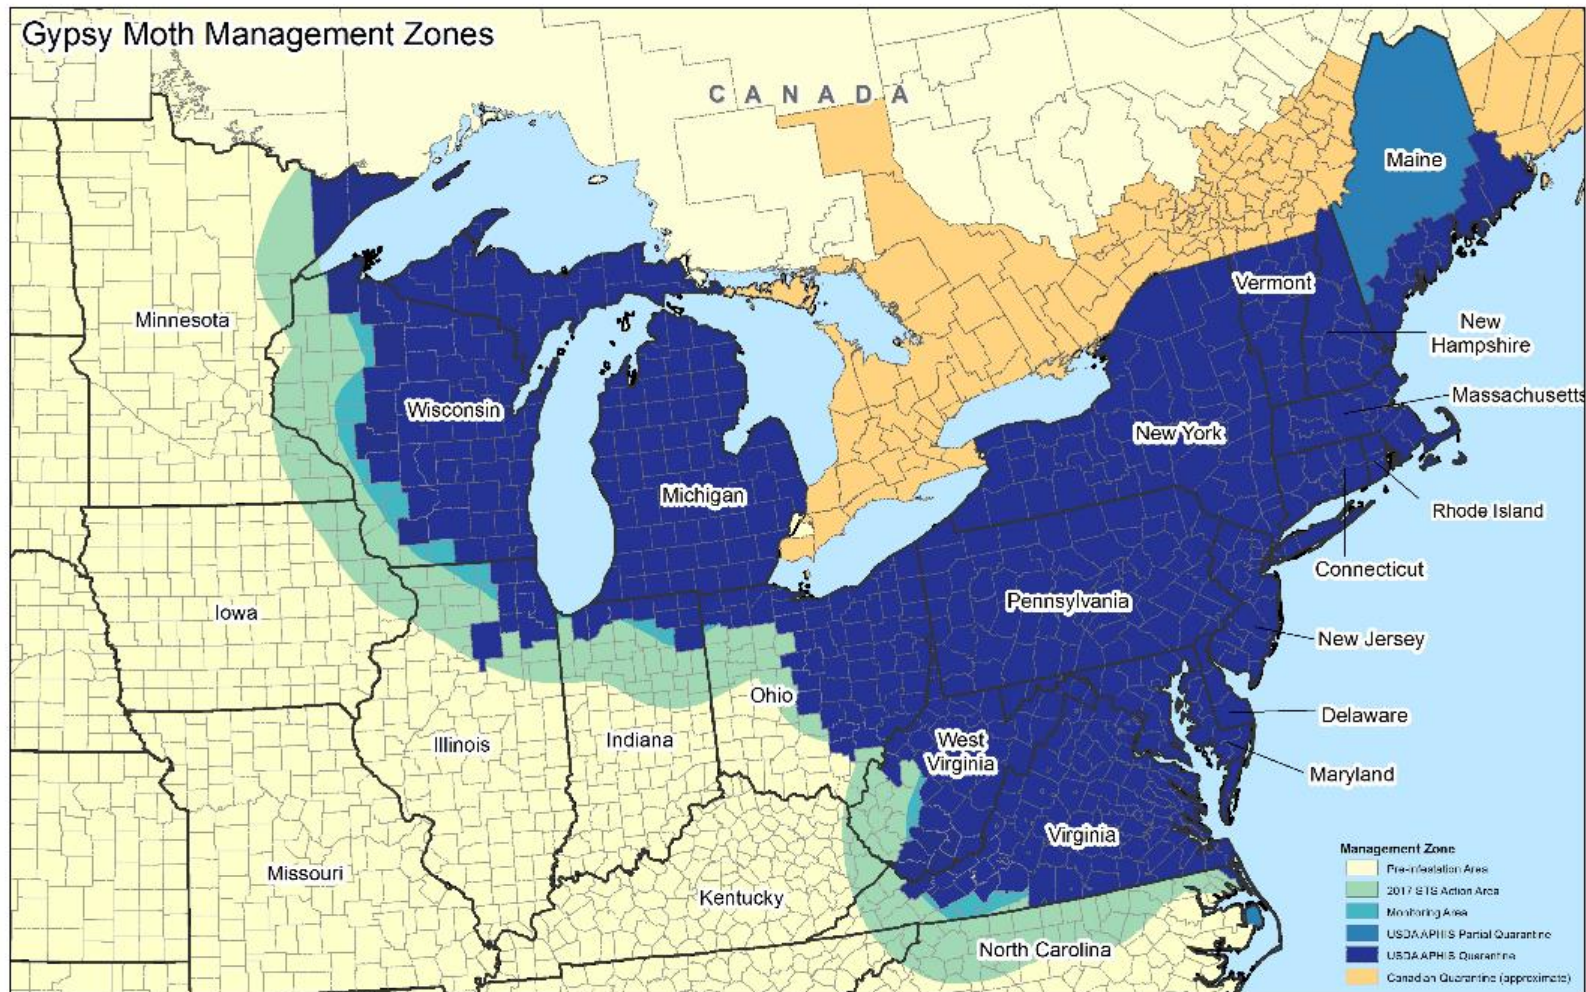 Gypsy Moth Management Zones
CANADA
Maine
Vermont
New
Hampshire
Massachusetts
Minnesota
Wisconsin
New York
Michigan
Rhode Island
Connecticut
Iowa
Pennsylvania
New Jersey
Ohio
Delaware
Illinois
Indiana
West
Virginia
Maryland
Virginia
Missouri
Kentucky
North Carolina
Management Zone
Pre-infestation Area
2017 STS Action Area
Monitoring Area
USDA APHIS Partial Quarantine
USDA APHIS Quarantine
Canadian Quarantine (approximate)